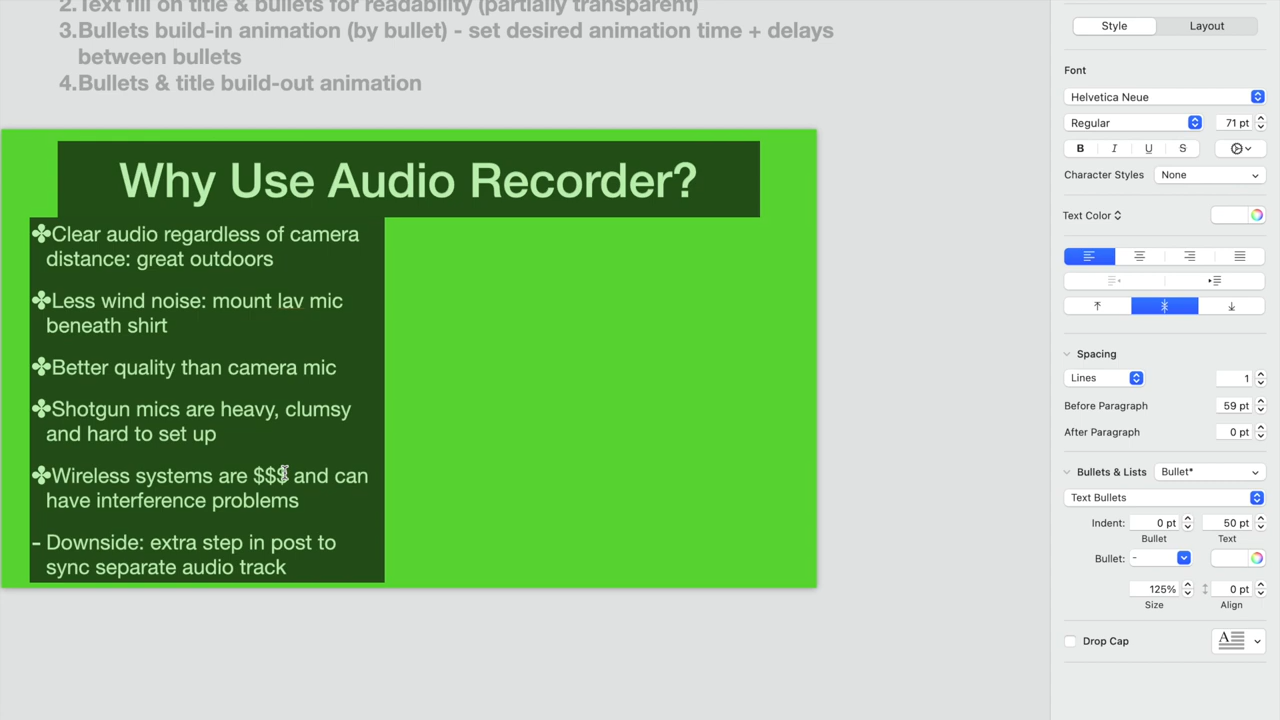 2.Text fill on title & bullets for readability (partially transparent)
3.Bullets build-in animation (by bullet) - set desired animation time + delays
between bullets
4.Bullets & title build-out animation
Why Use Audio Recorder?
✤Clear audio regardless of camera
distance: great outdoors
✤Less wind noise: mount lav mic
beneath shirt
✤Better quality than camera mic
✤Shotgun mics are heavy, clumsy
and hard to set up
✤Wireless systems are $$$ and can
have interference problems
- Downside: extra step in post to
sync separate audio track
Style Layout
Font
Helvetica Neue
Regular 71 pt
B I U S
Character Styles None
Text Color
Spacing
Lines 1
Before Paragraph 59 pt
After Paragraph 0 pt
Bullets & Lists Bullet*
Text Bullets
Indent: 0 pt 50 pt
Bullet Text
Bullet: -
125% 0 pt
Size Align
Drop Cap A